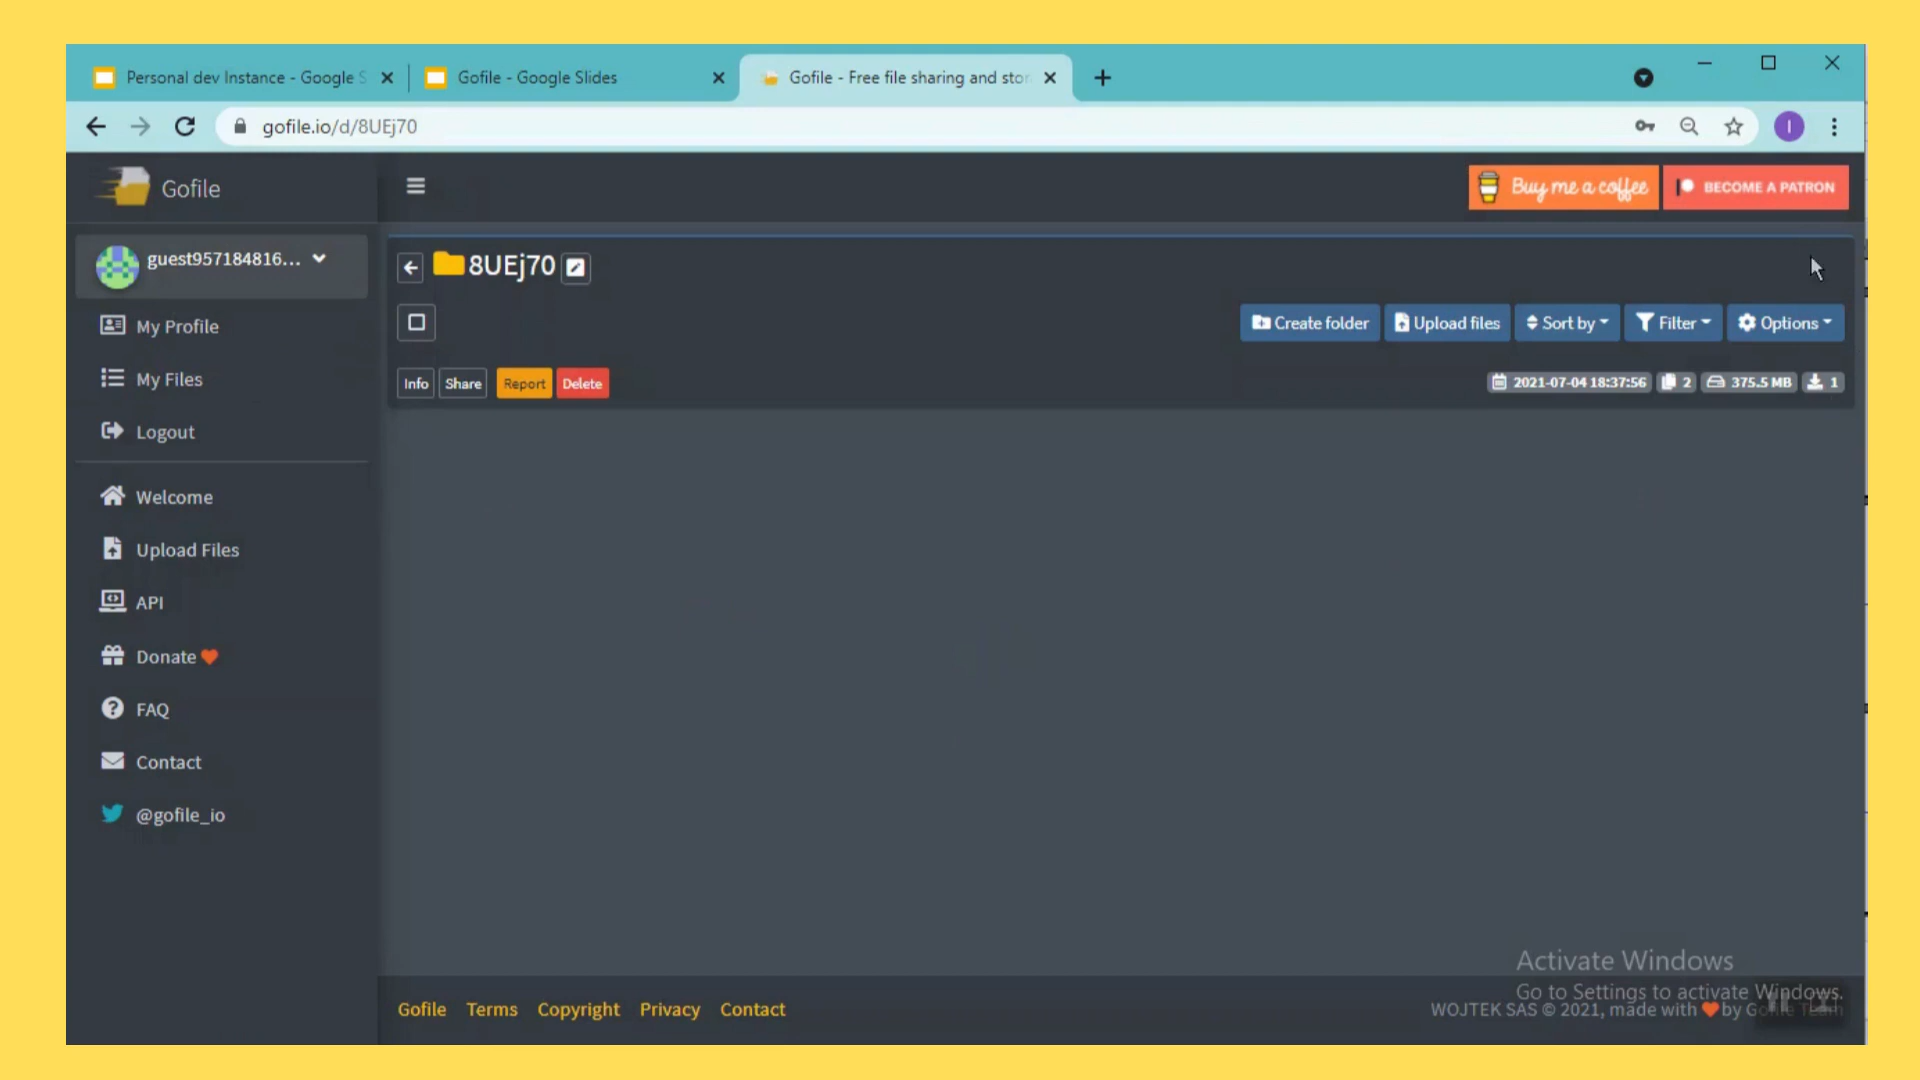 Personal dev Instance - Google S
Gofile - Google Slides
Gofile - Free file sharing and stor
gofile.io/d/8UEj70
I
Gofile
Buy me a coffee
BECOME A PATRON
guest957184816...
8UEj70
My Profile
Create folder
Upload files
Sort by
Filter
Options
My Files
Info
Share
Report
Delete
2021-07-04 18:37:56
2
375.5 MB
1
Logout
Welcome
Upload Files
API
Donate
FAQ
Contact
@gofile_io
Activate Windows
Go to Settings to activate Windows.
Gofile
Terms
Copyright
Privacy
Contact
WOJTEK SAS © 2021, made with ❤ by Gofile Team